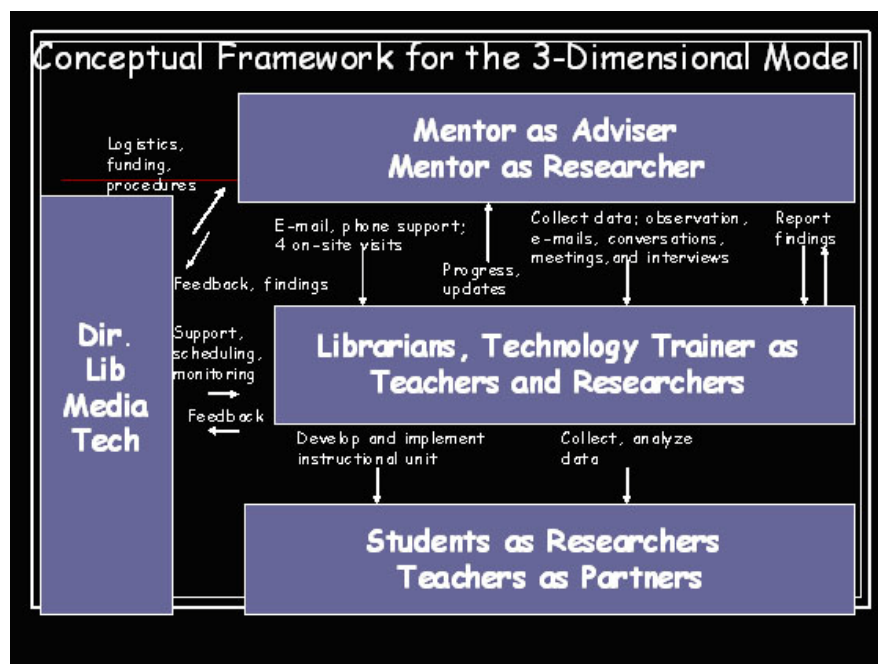 Conceptual Framework for the 3-Dimensional Model
Mentor as Adviser
Mentor as Researcher
Logistics,
funding,
procedures
E-mail, phone support;
4 on-site visits
Progress,
updates
Collect data; observation,
e-mails, conversations,
meetings, and interviews
Report
findings
Feedback, findings
Dir.
Lib
Media
Tech
Support,
scheduling,
monitoring
Feedback
Librarians, Technology Trainer as
Teachers and Researchers
Develop and implement
instructional unit
Collect, analyze
data
Students as Researchers
Teachers as Partners